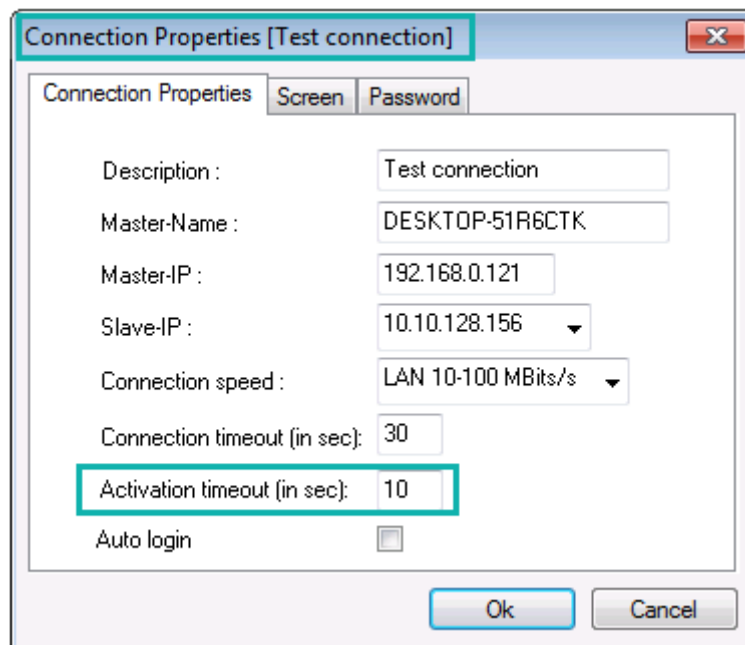 Connection Properties [Test connection]
Connection Properties Screen Password
Description : Test connection
Master-Name : DESKTOP-51R6CTK
Master-IP : 192.168.0.121
Slave-IP : 10.10.128.156
Connection speed : LAN 10-100 MBits/s
Connection timeout (in sec): 30
Activation timeout (in sec): 10
Auto login
Ok Cancel